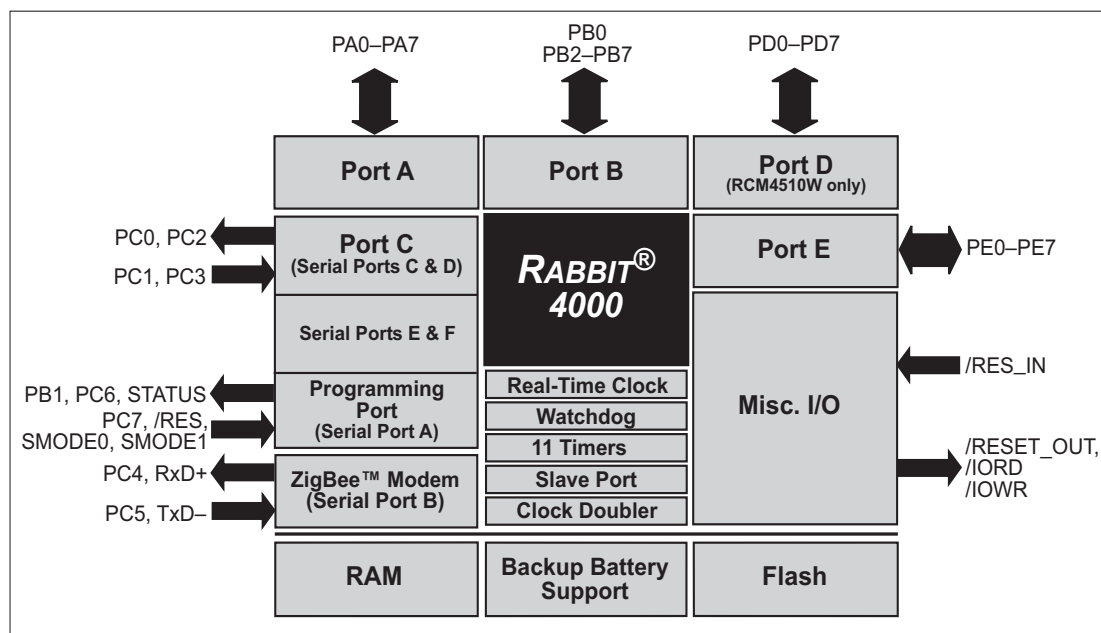 PA0–PA7
PB0
PB2–PB7
PD0–PD7
Port A
Port B
Port D
(RCM4510W only)
PC0, PC2
PC1, PC3
Port C
(Serial Ports C & D)
RABBIT®
4000
Port E
PE0–PE7
Serial Ports E & F
PB1, PC6, STATUS
PC7, /RES,
SMODE0, SMODE1
Programming
Port
(Serial Port A)
Real-Time Clock
Watchdog
11 Timers
Slave Port
Clock Doubler
Misc. I/O
/RES_IN
/RESET_OUT,
/IORD
/IOWR
PC4, RxD+
PC5, TxD–
ZigBee™ Modem
(Serial Port B)
RAM
Backup Battery
Support
Flash